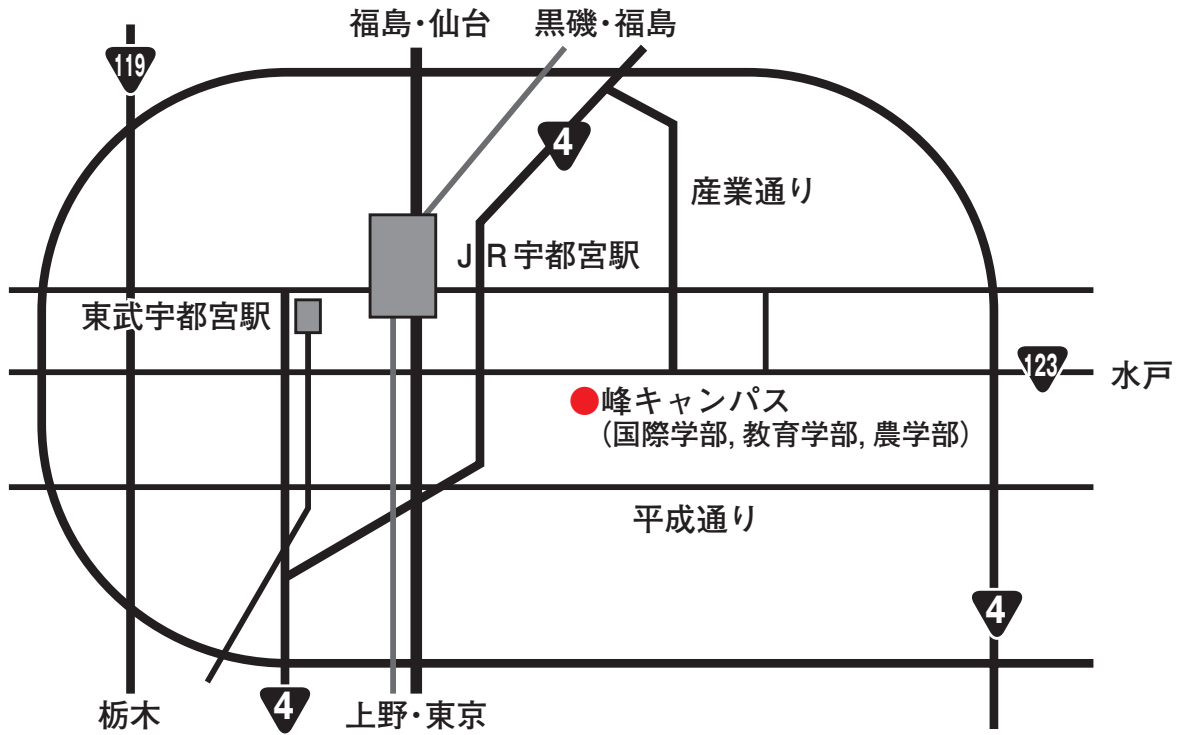 福島・仙台
黒磯・福島
119
4
産業通り
JR宇都宮駅
東武宇都宮駅
123
水戸
峰キャンパス
(国際学部, 教育学部, 農学部)
平成通り
4
栃木
4
上野・東京